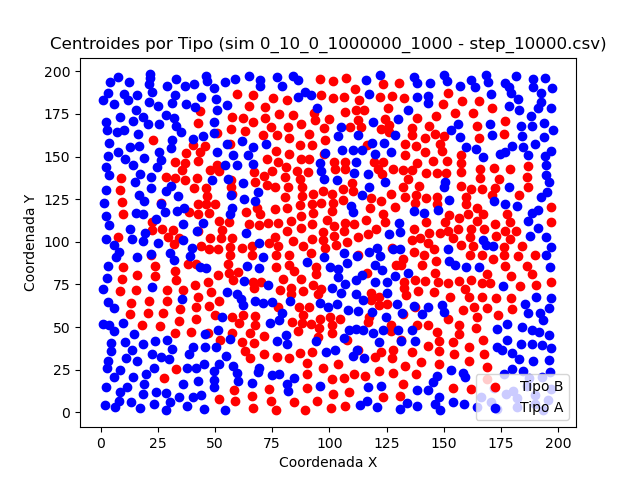 Centroides por Tipo (sim 0_10_0_1000000_1000 - step_10000.csv)
200
175
150
125
100
75
50
25
0
Coordenada Y
Tipo B
Tipo A
0 25 50 75 100 125 150 175 200
Coordenada X